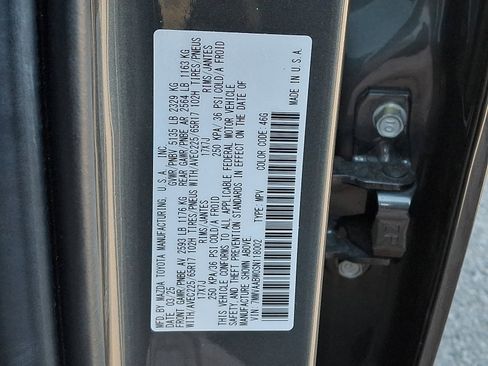 MFD BY MAZDA TOYOTA MANUFACTURING, U.S.A., INC.
DATE: 03/25 GVWR/PNBV 5135 LB 2329 KG
FRONT GAWR/PNBE AV 2593 LB 1176 KG REAR GAWR/PNBE AR 2564 LB 1163 KG
WITH/AVEC225/65R17 102H TIRES/PNEUS WITH/AVEC225/65R17 102H TIRES/PNEUS
17X7J RIMS/JANTES 17X7J RIMS/JANTES
250 KPA/36 PSI COLD/A FROID 250 KPA/ 36 PSI COLD/A FROID
THIS VEHICLE CONFORMS TO ALL APPLICABLE FEDERAL MOTOR VEHICLE
SAFETY AND THEFT PREVENTION STANDARDS IN EFFECT ON THE DATE OF
MANUFACTURE SHOWN ABOVE.
VIN: 7MMVAABW0SN118002 TYPE: MPV
COLOR CODE: 46G MADE IN U.S.A.